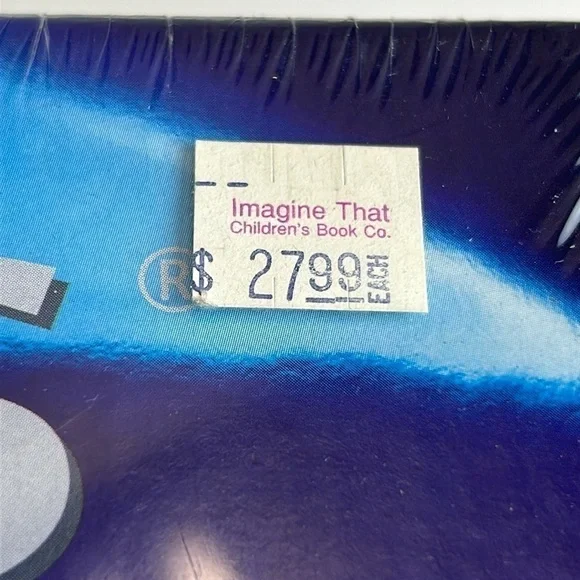 Imagine That
Children's Book Co.
$ 2799 EACH
®